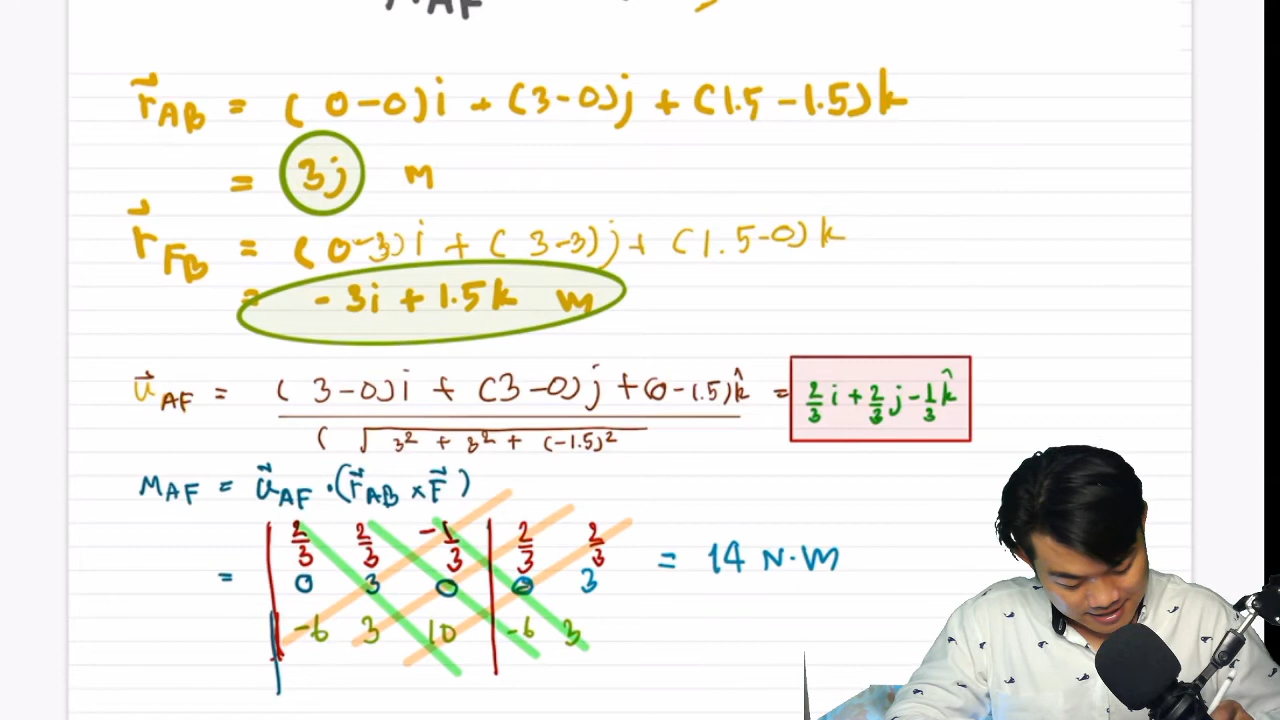 M AF
r⃗AB = (0-0)i + (3-0)j + (1.5-1.5)k
= 3j m
r⃗FB = (0-3)i + (3-3)j + (1.5-0)k
= -3i + 1.5k m
u⃗AF = (3-0)i + (3-0)j + (0-1.5)k̂ = 2/3 i + 2/3 j - 1/3 k̂
( √ 3² + 3² + (-1.5)²
MAF = u⃗AF · (r⃗AB × F⃗)
2/3 2/3 -1/3 2/3 2/3
= 0 3 0 0 3 = 14 N·m
-6 3 10 -6 3